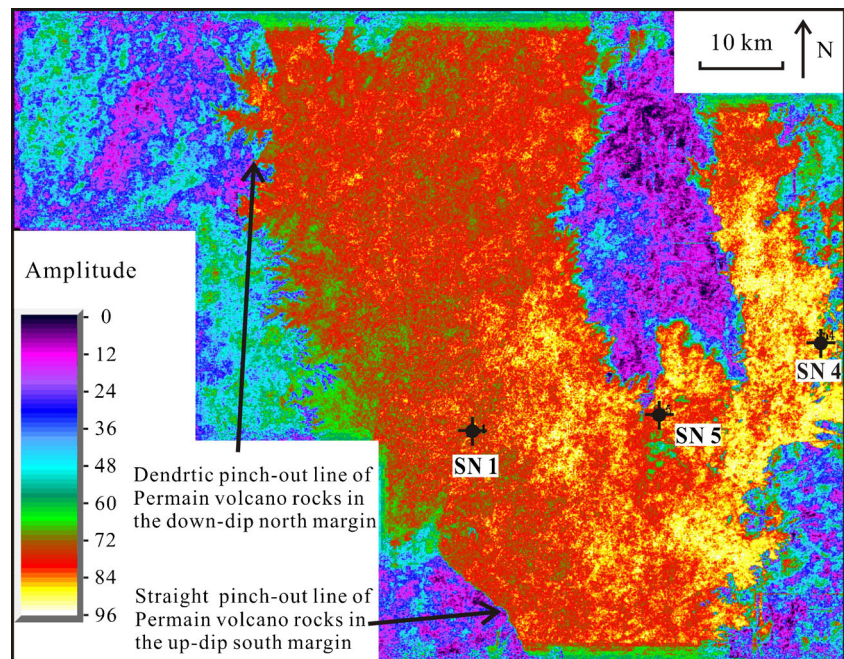 10 km
N
Amplitude
0
12
24
36
48
60
72
84
96
SN 4
SN 5
SN 1
Dendrtic pinch-out line of
Permain volcano rocks in
the down-dip north margin
Straight pinch-out line of
Permain volcano rocks in
the up-dip south margin